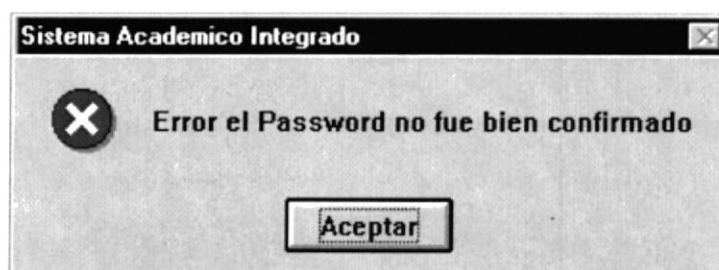 Sistema Academico Integrado
Error el Password no fue bien confirmado
Aceptar